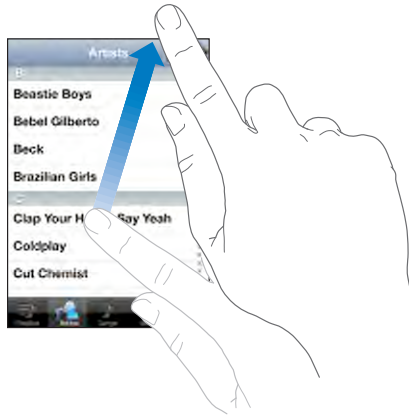 Artists
B
Beastie Boys
Bebel Gilberto
Beck
Brazilian Girls
C
Clap Your H Say Yeah
Coldplay
Cut Chemist